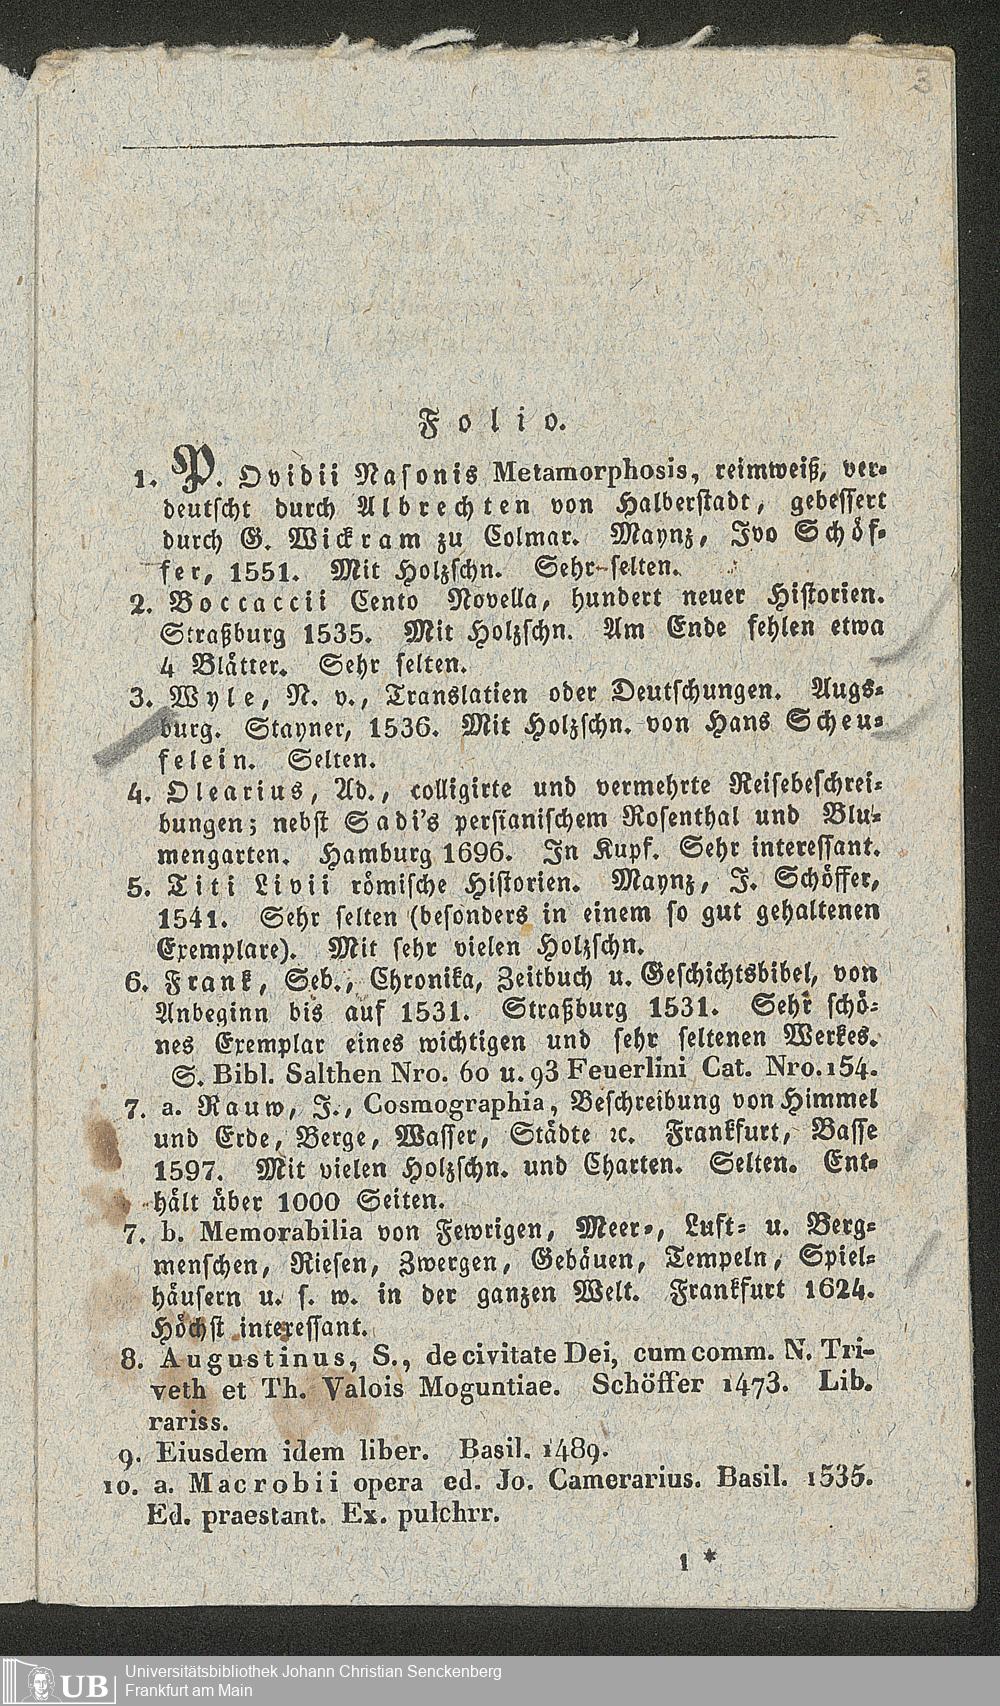 3
Folio.
1. P. Ovidii Nasonis Metamorphosis, reimweiß, ver-
deutscht durch Albrechten von Halberstadt, gebessert
durch G. Wickram zu Colmar. Maynz, Ivo Schöf-
fer, 1551. Mit Holzschn. Sehr selten.
2. Boccaccii Cento Novella, hundert neuer Historien.
Straßburg 1535. Mit Holzschn. Am Ende fehlen etwa
4 Blätter. Sehr selten.
3. Wyle, N. v., Translatien oder Deutschungen. Augs-
burg. Stayner, 1536. Mit Holzschn. von Hans Scheu-
felein. Selten.
4. Olearius, Ad., colligirte und vermehrte Reisebeschrei-
bungen; nebst Sadi's persianischem Rosenthal und Blu-
mengarten. Hamburg 1696. In Kupf. Sehr interessant.
5. Titi Livii römische Historien. Maynz, J. Schöffer,
1541. Sehr selten (besonders in einem so gut gehaltenen
Exemplare). Mit sehr vielen Holzschn.
6. Frank, Seb., Chronika, Zeitbuch u. Geschichtsbibel, von
Anbeginn bis auf 1531. Straßburg 1531. Sehr schö-
nes Exemplar eines wichtigen und sehr seltenen Werkes.
S. Bibl. Salthen Nro. 60 u. 93 Feuerlini Cat. Nro. 154.
7. a. Rauw, J., Cosmographia, Beschreibung von Himmel
und Erde, Berge, Wasser, Städte ꝛc. Frankfurt, Basse
1597. Mit vielen Holzschn. und Charten. Selten. Ent-
hält über 1000 Seiten.
7. b. Memorabilia von Fewrigen, Meer-, Luft- u. Berg-
menschen, Riesen, Zwergen, Gebäuen, Tempeln, Spiel-
häusern u. s. w. in der ganzen Welt. Frankfurt 1624.
Höchst interessant.
8. Augustinus, S., de civitate Dei, cum comm. N. Tri-
veth et Th. Valois Moguntiae. Schöffer 1473. Lib.
rariss.
9. Eiusdem idem liber. Basil. 1489.
10. a. Macrobii opera ed. Jo. Camerarius. Basil. 1535.
Ed. praestant. Ex. pulchrr.
1 *
UB Universitätsbibliothek Johann Christian Senckenberg
Frankfurt am Main